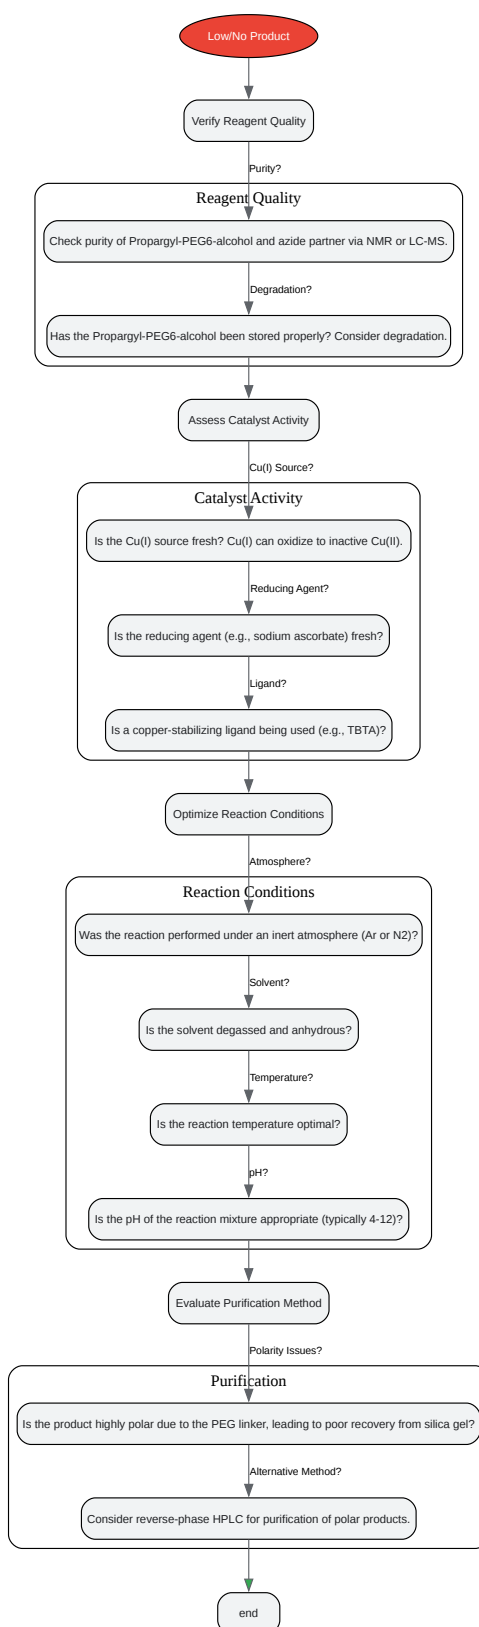 Low/No Product
Verify Reagent Quality
Purity?
Reagent Quality
Check purity of Propargyl-PEG6-alcohol and azide partner via NMR or LC-MS.
Degradation?
Has the Propargyl-PEG6-alcohol been stored properly? Consider degradation.
Assess Catalyst Activity
Cu(I) Source?
Catalyst Activity
Is the Cu(I) source fresh? Cu(I) can oxidize to inactive Cu(II).
Reducing Agent?
Is the reducing agent (e.g., sodium ascorbate) fresh?
Ligand?
Is a copper-stabilizing ligand being used (e.g., TBTA)?
Optimize Reaction Conditions
Atmosphere?
Reaction Conditions
Was the reaction performed under an inert atmosphere (Ar or N2)?
Solvent?
Is the solvent degassed and anhydrous?
Temperature?
Is the reaction temperature optimal?
pH?
Is the pH of the reaction mixture appropriate (typically 4-12)?
Evaluate Purification Method
Polarity Issues?
Purification
Is the product highly polar due to the PEG linker, leading to poor recovery from silica gel?
Alternative Method?
Consider reverse-phase HPLC for purification of polar products.
end